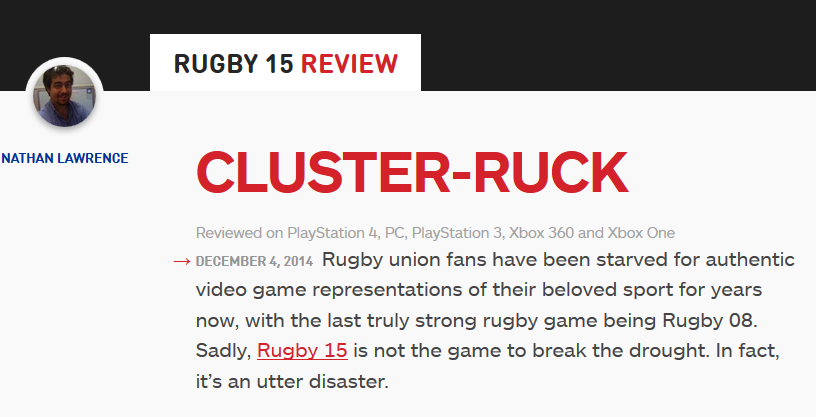 RUGBY 15 REVIEW
NATHAN LAWRENCE
CLUSTER-RUCK
Reviewed on PlayStation 4, PC, PlayStation 3, Xbox 360 and Xbox One
→ DECEMBER 4, 2014 Rugby union fans have been starved for authentic
video game representations of their beloved sport for years
now, with the last truly strong rugby game being Rugby 08.
Sadly, Rugby 15 is not the game to break the drought. In fact,
it's an utter disaster.